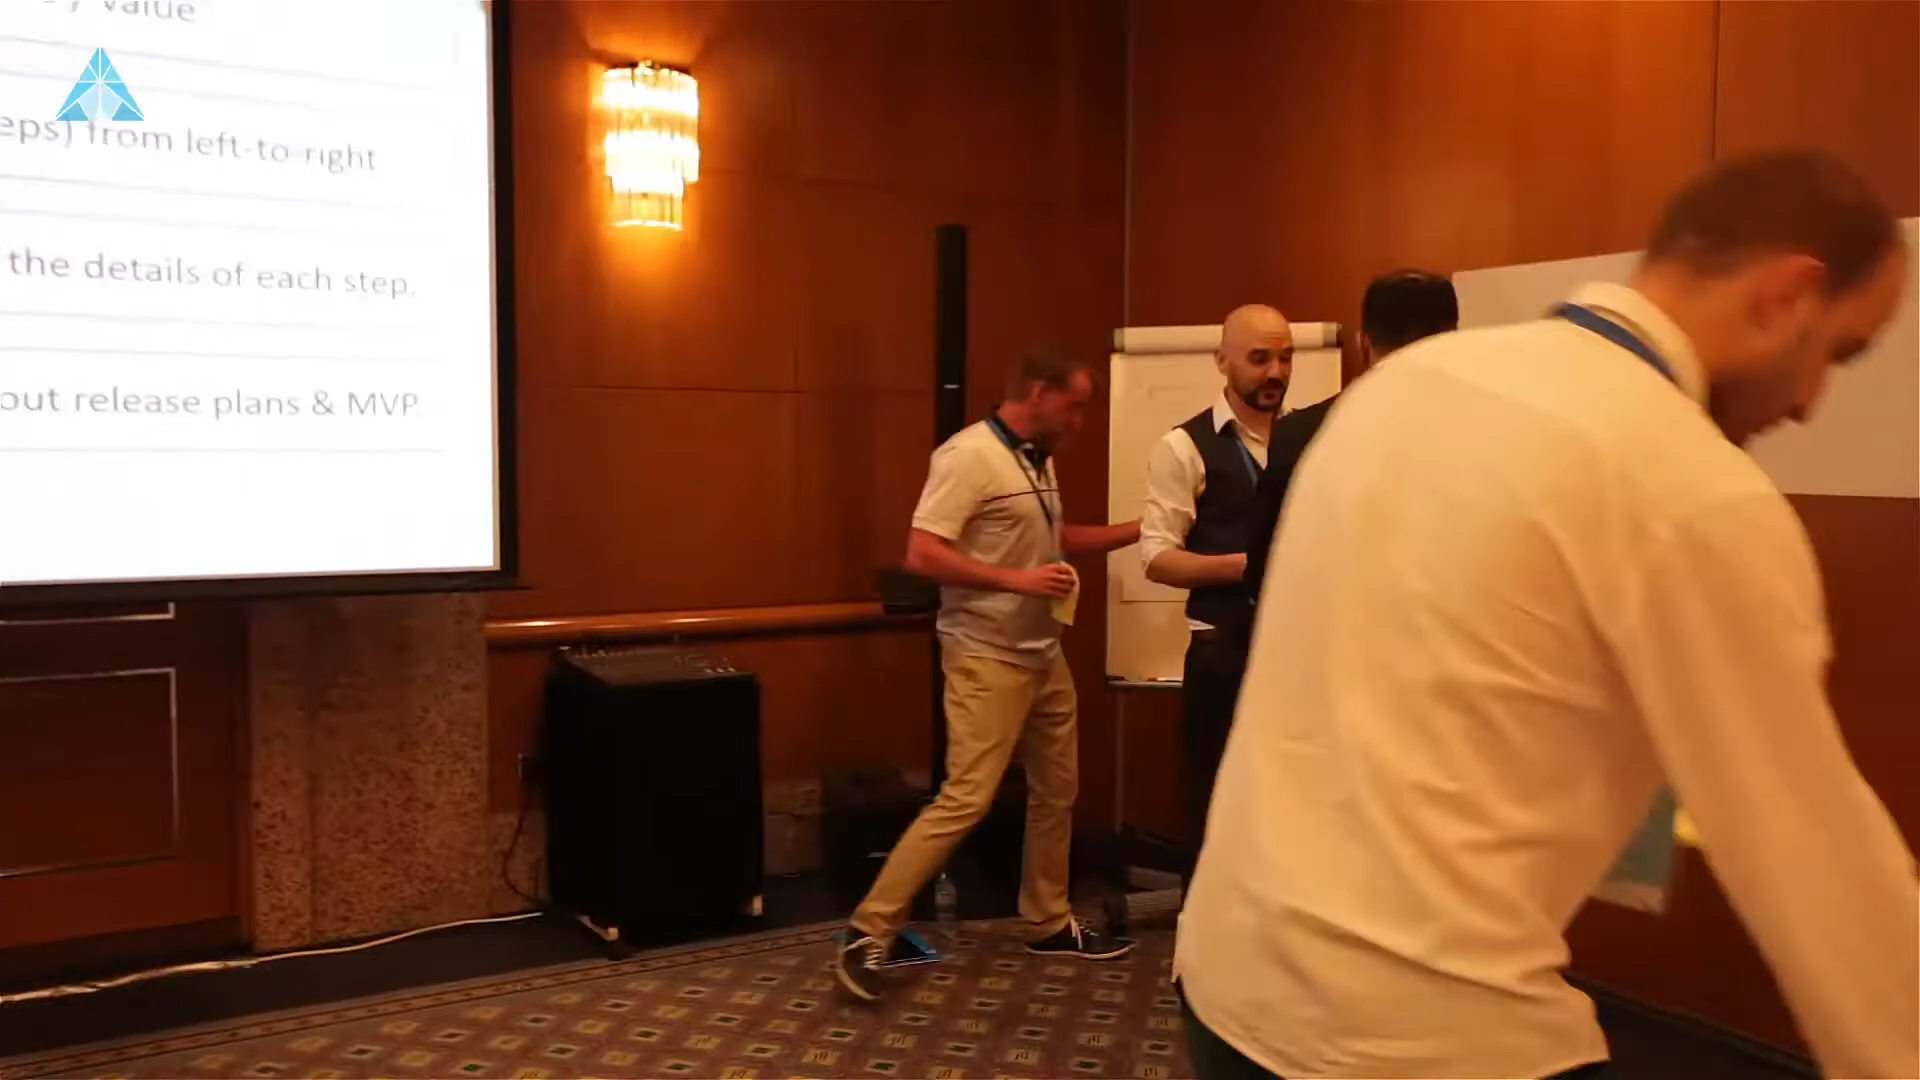 value
eps) from left-to-right
the details of each step.
out release plans & MVP